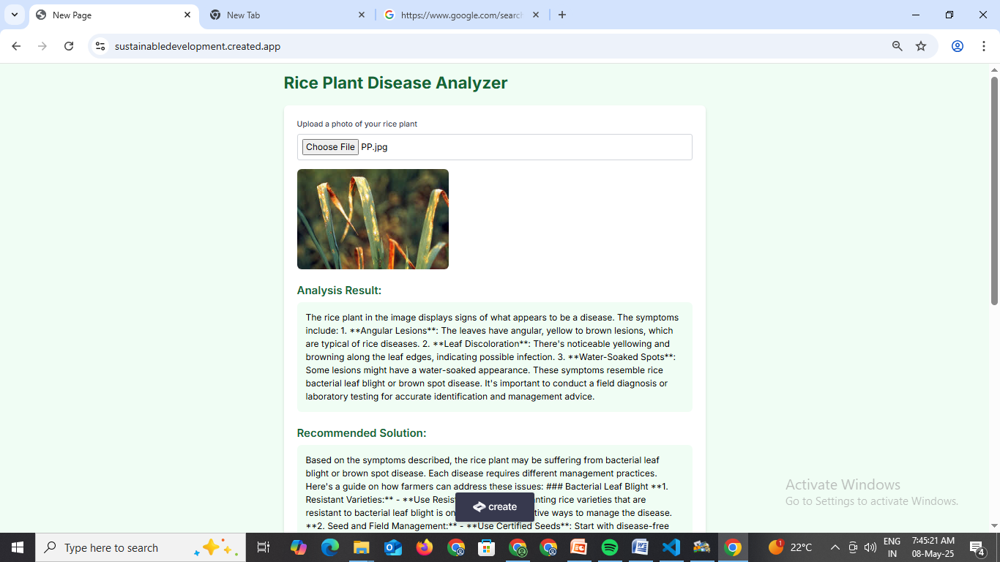 New Page
New Tab
https://www.google.com/searc
sustainabledevelopment.created.app
Rice Plant Disease Analyzer
Upload a photo of your rice plant
Choose File PP.jpg
Analysis Result:
The rice plant in the image displays signs of what appears to be a disease. The symptoms
include: 1. **Angular Lesions**: The leaves have angular, yellow to brown lesions, which
are typical of rice diseases. 2. **Leaf Discoloration**: There's noticeable yellowing and
browning along the leaf edges, indicating possible infection. 3. **Water-Soaked Spots**:
Some lesions might have a water-soaked appearance. These symptoms resemble rice
bacterial leaf blight or brown spot disease. It's important to conduct a field diagnosis or
laboratory testing for accurate identification and management advice.
Recommended Solution:
Based on the symptoms described, the rice plant may be suffering from bacterial leaf
blight or brown spot disease. Each disease requires different management practices.
Here's a guide on how farmers can address these issues: ### Bacterial Leaf Blight **1.
Resistant Varieties:** - **Use Resis nting rice varieties that are
resistant to bacterial leaf blight is on tive ways to manage the disease.
**2. Seed and Field Management:** - **Use Certified Seeds**: Start with disease-free
create
Activate Windows
Go to Settings to activate Windows.
Type here to search
1
22°C
ENG
IN
7:45:21 AM
08-May-25
4